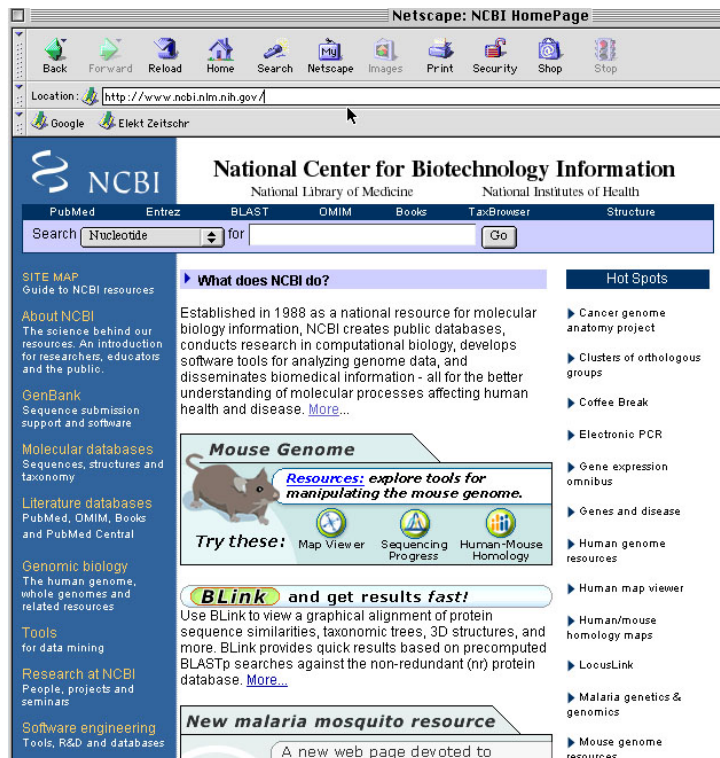 Netscape: NCBI HomePage
Back Forward Reload Home Search Netscape Images Print Security Shop Stop
Location: http://www.ncbi.nlm.nih.gov/
Google Elekt Zeitschr
NCBI
National Center for Biotechnology Information
National Library of Medicine National Institutes of Health
PubMed Entrez BLAST OMIM Books TaxBrowser Structure
Search Nucleotide for Go
SITE MAP
Guide to NCBI resources
About NCBI
The science behind our
resources. An introduction
for researchers, educators
and the public.
GenBank
Sequence submission
support and software
Molecular databases
Sequences, structures and
taxonomy
Literature databases
PubMed, OMIM, Books
and PubMed Central
Genomic biology
The human genome,
whole genomes and
related resources
Tools
for data mining
Research at NCBI
People, projects and
seminars
Software engineering
Tools, R&D and databases
What does NCBI do?
Established in 1988 as a national resource for molecular
biology information, NCBI creates public databases,
conducts research in computational biology, develops
software tools for analyzing genome data, and
disseminates biomedical information - all for the better
understanding of molecular processes affecting human
health and disease. More...
Mouse Genome
Resources: explore tools for
manipulating the mouse genome.
Try these: Map Viewer Sequencing Progress Human-Mouse Homology
BLink and get results fast!
Use BLink to view a graphical alignment of protein
sequence similarities, taxonomic trees, 3D structures, and
more. BLink provides quick results based on precomputed
BLASTp searches against the non-redundant (nr) protein
database. More...
New malaria mosquito resource
A new web page devoted to
Hot Spots
Cancer genome
anatomy project
Clusters of orthologous
groups
Coffee Break
Electronic PCR
Gene expression
omnibus
Genes and disease
Human genome
resources
Human map viewer
Human/mouse
homology maps
LocusLink
Malaria genetics &
genomics
Mouse genome
resources